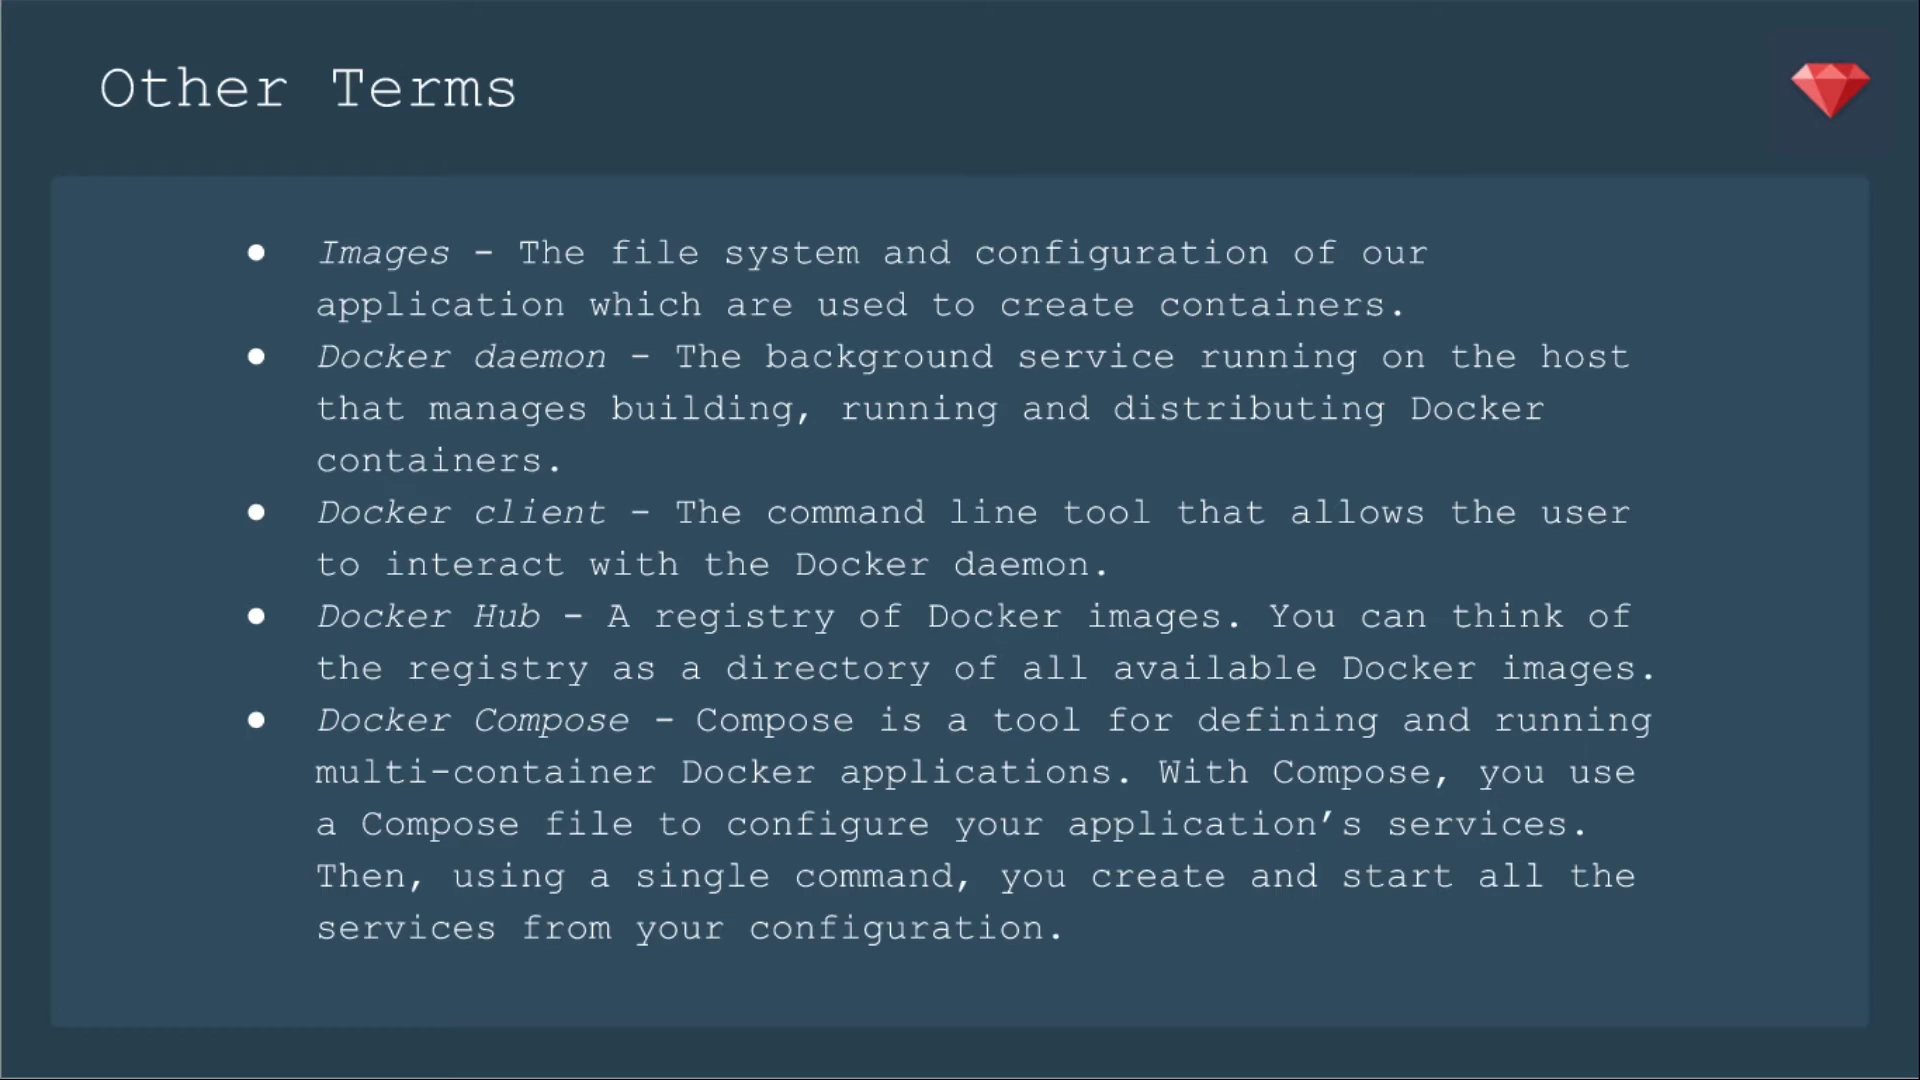 Other Terms
● Images - The file system and configuration of our
application which are used to create containers.
● Docker daemon - The background service running on the host
that manages building, running and distributing Docker
containers.
● Docker client - The command line tool that allows the user
to interact with the Docker daemon.
● Docker Hub - A registry of Docker images. You can think of
the registry as a directory of all available Docker images.
● Docker Compose - Compose is a tool for defining and running
multi-container Docker applications. With Compose, you use
a Compose file to configure your application’s services.
Then, using a single command, you create and start all the
services from your configuration.